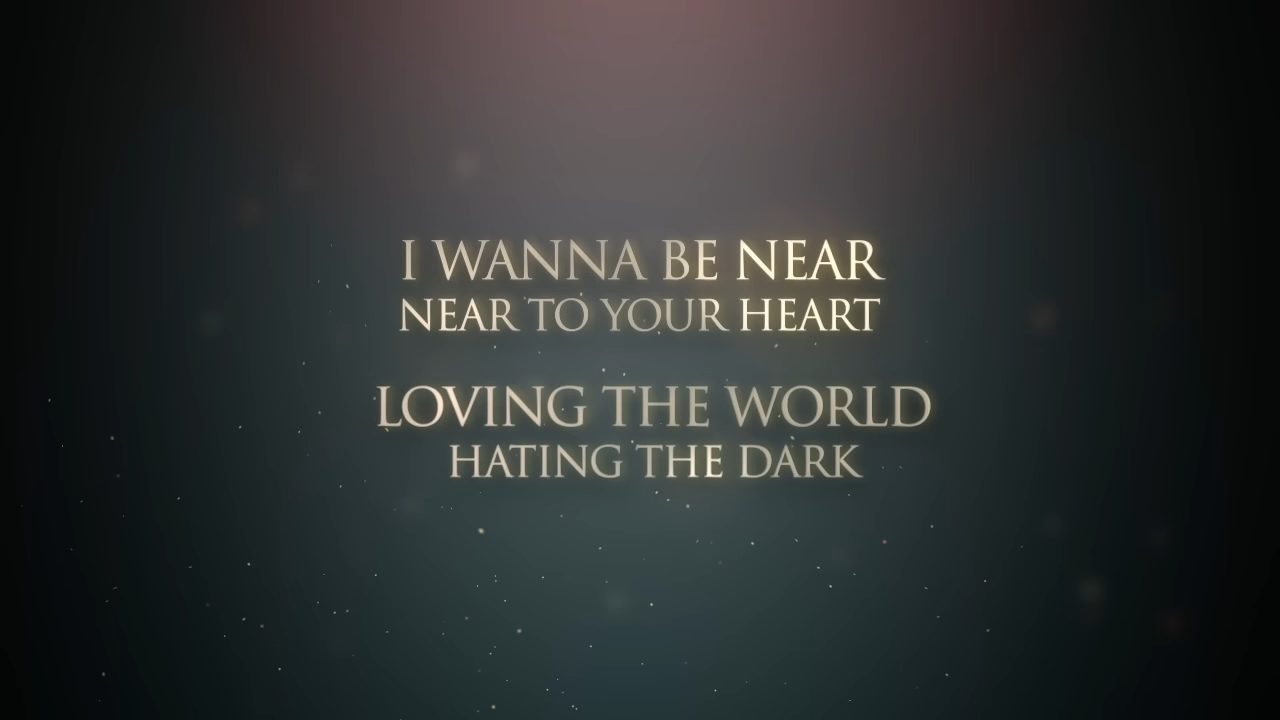 I WANNA BE NEAR
NEAR TO YOUR HEART
LOVING THE WORLD
HATING THE DARK